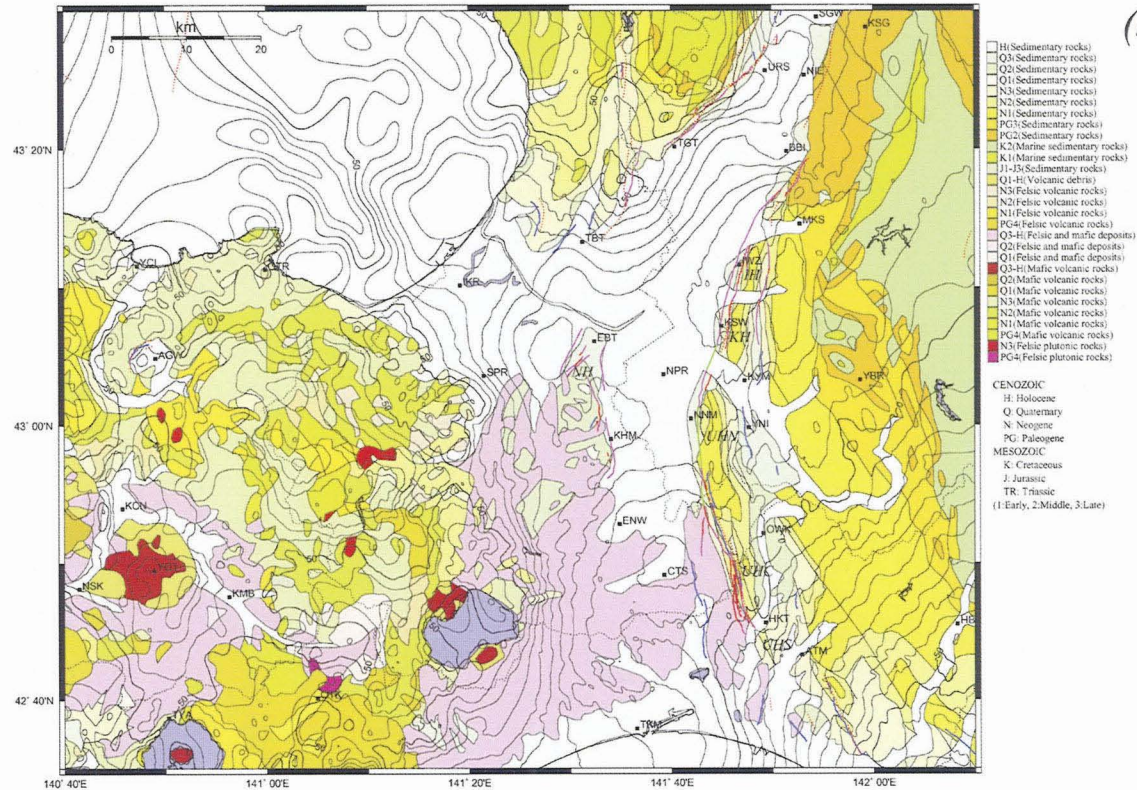 km
0 10 20
SGW
KSG
URS
NIE
43° 20'
TGT
BBI
MKS
TBT
YCI
OTR
IKR
IWZ
IH
KSW
KH
AGW
EBT
NH
SPR
NPR
KYM
YBR
43° 00'
NNM
UHN
YNI
KHM
KON
ENW
OWK
CTS
UHC
NSK
KMB
HKT
UHS
ATM
HB
42° 40'
50
140° 40'E
141° 00'E
141° 20'E
141° 40'E
142° 00'E
H(Sedimentary rocks)
Q3(Sedimentary rocks)
Q2(Sedimentary rocks)
Q1(Sedimentary rocks)
N3(Sedimentary rocks)
N2(Sedimentary rocks)
N1(Sedimentary rocks)
PG3(Sedimentary rocks)
PG2(Sedimentary rocks)
K2(Marine sedimentary rocks)
K1(Marine sedimentary rocks)
J1-J3(Sedimentary rocks)
Q1-H(Volcanic debris)
N3(Felsic volcanic rocks)
N2(Felsic volcanic rocks)
N1(Felsic volcanic rocks)
PG4(Felsic volcanic rocks)
Q3-H(Felsic and mafic deposits)
Q2(Felsic and mafic deposits)
Q1(Felsic and mafic deposits)
Q3-H(Mafic volcanic rocks)
Q2(Mafic volcanic rocks)
Q1(Mafic volcanic rocks)
N3(Mafic volcanic rocks)
N2(Mafic volcanic rocks)
N1(Mafic volcanic rocks)
PG4(Mafic volcanic rocks)
N3(Felsic plutonic rocks)
PG4(Felsic plutonic rocks)
CENOZOIC
H: Holocene
Q: Quaternary
N: Neogene
PG: Paleogene
MESOZOIC
K: Cretaceous
J: Jurassic
TR: Triassic
(1:Early, 2:Middle, 3:Late)